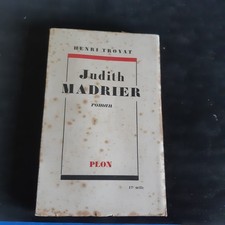 HENRI TROYAT
Judith
MADRIER
roman
PLON